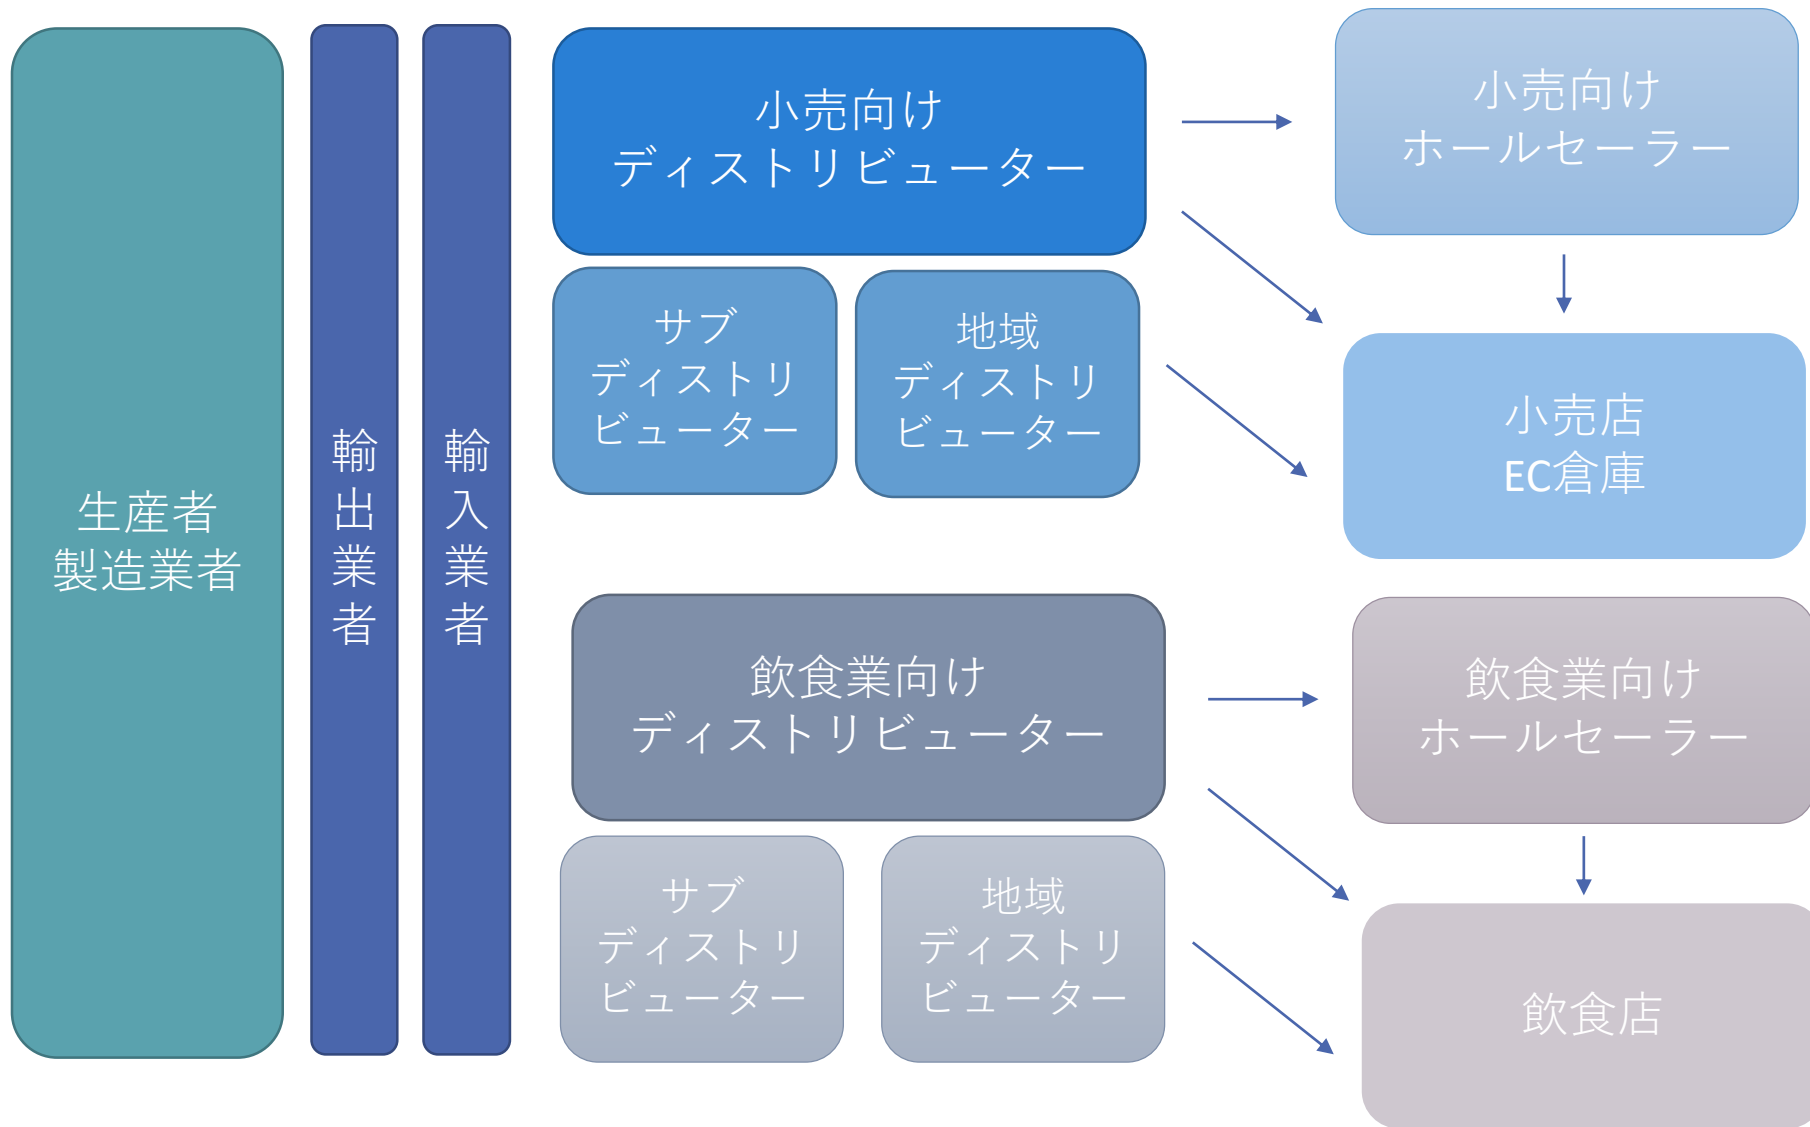 生産者
製造業者
輸出業者
輸入業者
小売向け
ディストリビューター
サブ
ディストリ
ビューター
地域
ディストリ
ビューター
小売向け
ホールセーラー
小売店
EC倉庫
飲食業向け
ディストリビューター
サブ
ディストリ
ビューター
地域
ディストリ
ビューター
飲食業向け
ホールセーラー
飲食店